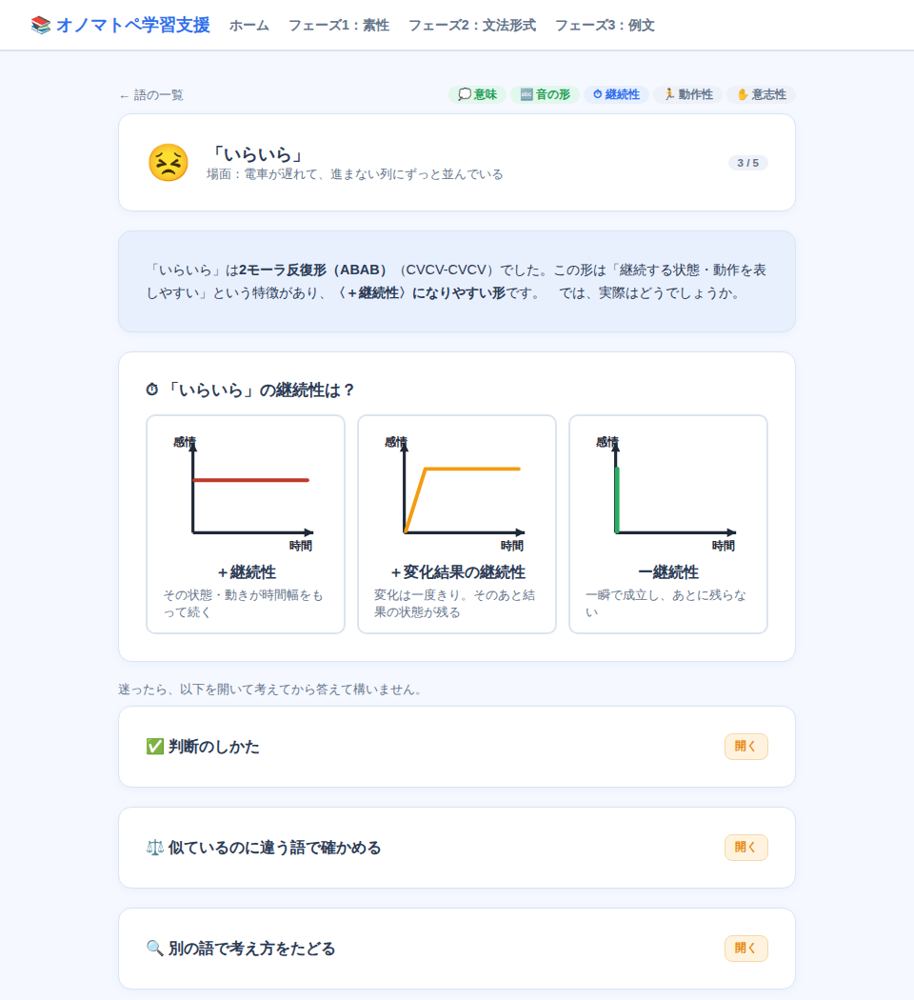 📚 オノマトペ学習支援 ホーム フェーズ1：素性 フェーズ2：文法形式 フェーズ3：例文
← 語の一覧
💭 意味 🔤 音の形 ⏱ 継続性 🏃 動作性 ✋ 意志性
「いらいら」
場面：電車が遅れて、進まない列にずっと並んでいる
3 / 5
「いらいら」は2モーラ反復形（ABAB）（CVCV-CVCV）でした。この形は「継続する状態・動作を表
しやすい」という特徴があり、〈＋継続性〉になりやすい形です。　では、実際はどうでしょうか。
⏱ 「いらいら」の継続性は？
感情
時間
＋継続性
その状態・動きが時間幅をも
って続く
感情
時間
＋変化結果の継続性
変化は一度きり。そのあと結
果の状態が残る
感情
時間
ー継続性
一瞬で成立し、あとに残らな
い
迷ったら、以下を開いて考えてから答えて構いません。
✅ 判断のしかた 開く
⚖️ 似ているのに違う語で確かめる 開く
🔍 別の語で考え方をたどる 開く